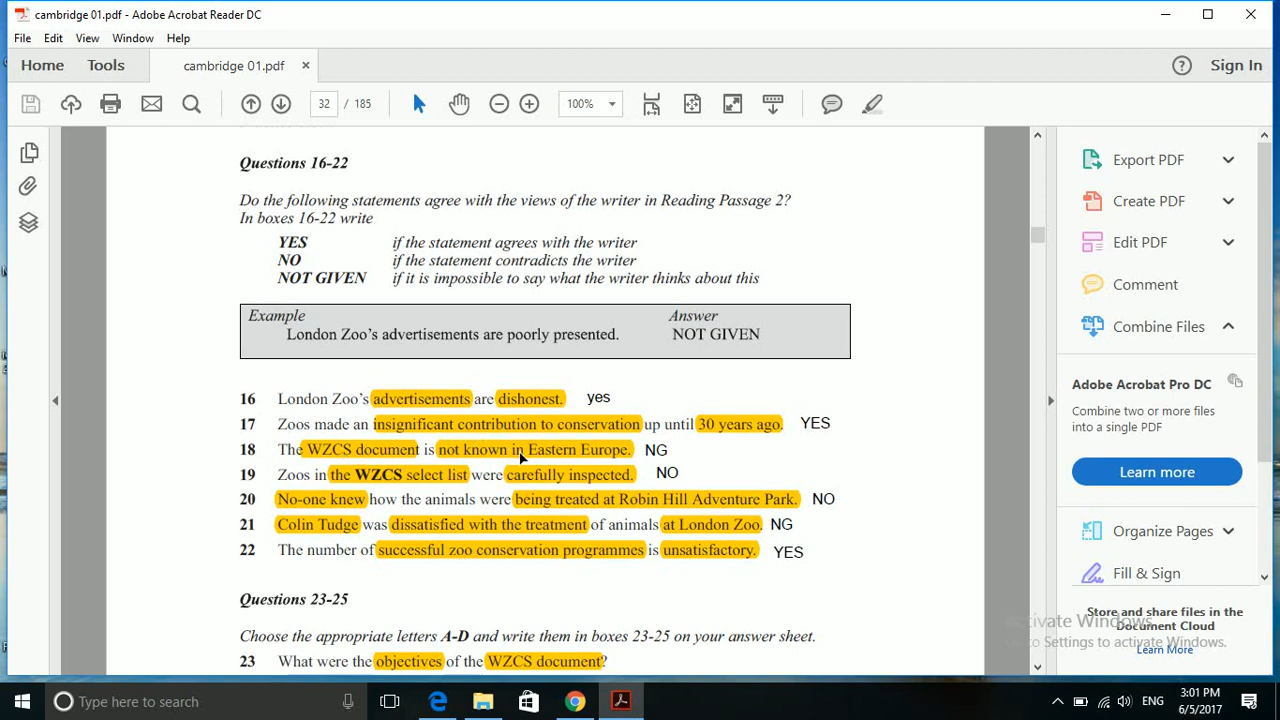 cambridge 01.pdf - Adobe Acrobat Reader DC
File Edit View Window Help
Home Tools cambridge 01.pdf × Sign In
32 / 185 100%
Questions 16-22
Do the following statements agree with the views of the writer in Reading Passage 2?
In boxes 16-22 write
YES if the statement agrees with the writer
NO if the statement contradicts the writer
NOT GIVEN if it is impossible to say what the writer thinks about this
Example Answer
London Zoo's advertisements are poorly presented. NOT GIVEN
16 London Zoo's advertisements are dishonest. yes
17 Zoos made an insignificant contribution to conservation up until 30 years ago. YES
18 The WZCS document is not known in Eastern Europe. NG
19 Zoos in the WZCS select list were carefully inspected. NO
20 No-one knew how the animals were being treated at Robin Hill Adventure Park. NO
21 Colin Tudge was dissatisfied with the treatment of animals at London Zoo. NG
22 The number of successful zoo conservation programmes is unsatisfactory. YES
Questions 23-25
Choose the appropriate letters A-D and write them in boxes 23-25 on your answer sheet.
23 What were the objectives of the WZCS document?
Export PDF
Create PDF
Edit PDF
Comment
Combine Files
Adobe Acrobat Pro DC
Combine two or more files
into a single PDF
Learn more
Organize Pages
Fill & Sign
Store and share files in the
Document Cloud
Learn More
Activate Windows
Go to Settings to activate Windows.
Type here to search
ENG
3:01 PM
6/5/2017